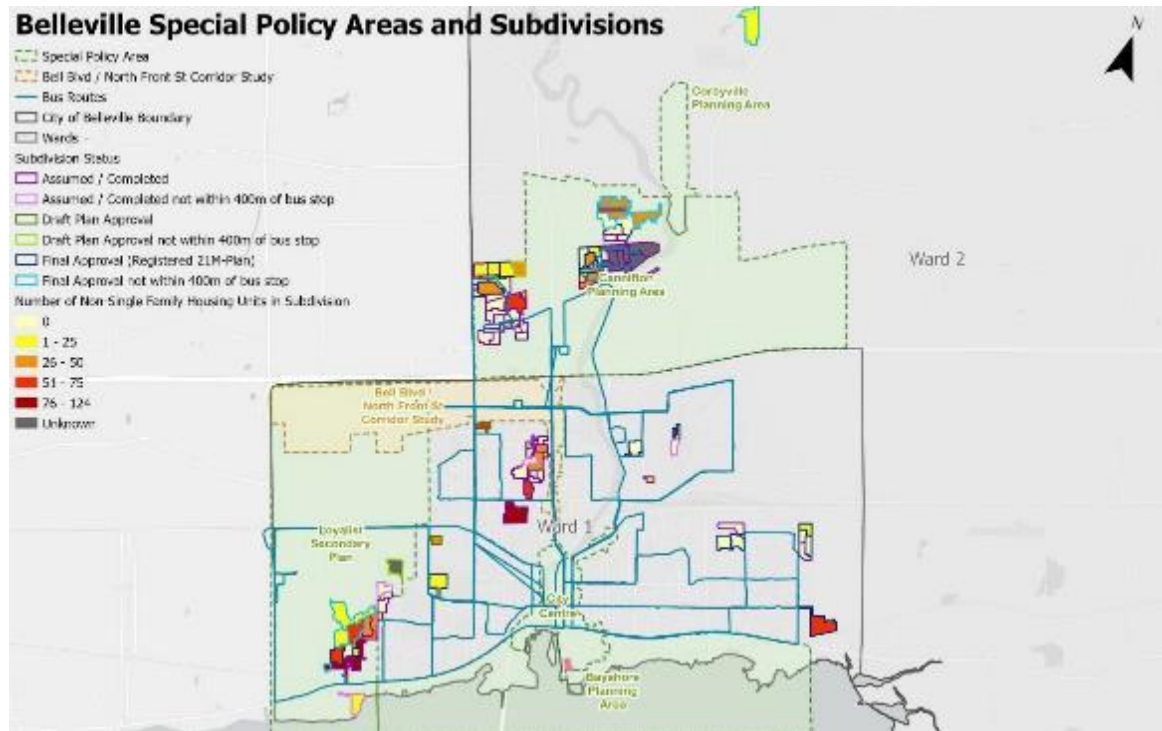 Belleville Special Policy Areas and Subdivisions
Special Policy Area
Bell Blvd / North Front St Corridor Study
Bus Routes
City of Belleville Boundary
Wards
Subdivision Status
Assumed / Completed
Assumed / Completed not within 400m of bus stop
Draft Plan Approval
Draft Plan Approval not within 400m of bus stop
Final Approval (Registered 21M-Plan)
Final Approval not within 400m of bus stop
Number of Non-Single Family Housing Units in Subdivision
0
1 - 25
26 - 50
51 - 75
76 - 124
Unknown
N
Corbyville
Planning Area
Ward 2
Cannifton
Planning Area
Bell Blvd /
North Front St
Corridor Study
Ward 1
Loyalist
Secondary
Plan
City
Centre
Bayshore
Planning
Area